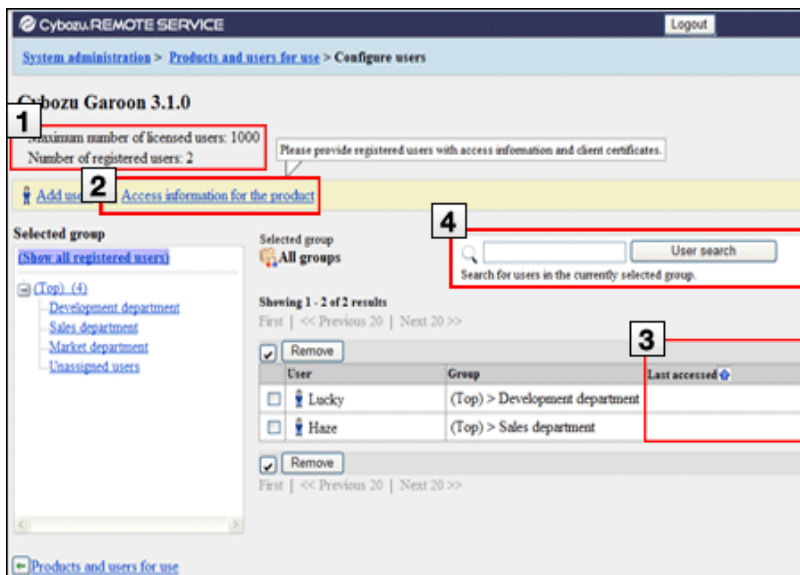 Cybozu.REMOTE SERVICE
Logout
System administration > Products and users for use > Configure users
Cybozu Garoon 3.1.0
1
Maximum number of licensed users: 1000
Number of registered users: 2
Please provide registered users with access information and client certificates.
2
Add use
Access information for the product
Selected group
(Show all registered users)
(Top) (4)
Development department
Sales department
Market department
Unassigned users
Selected group
All groups
4
User search
Search for users in the currently selected group.
Showing 1 - 2 of 2 results
First | << Previous 20 | Next 20 >>
3
Remove
User Group Last accessed
Lucky (Top) > Development department
Haze (Top) > Sales department
Remove
First | << Previous 20 | Next 20 >>
Products and users for use